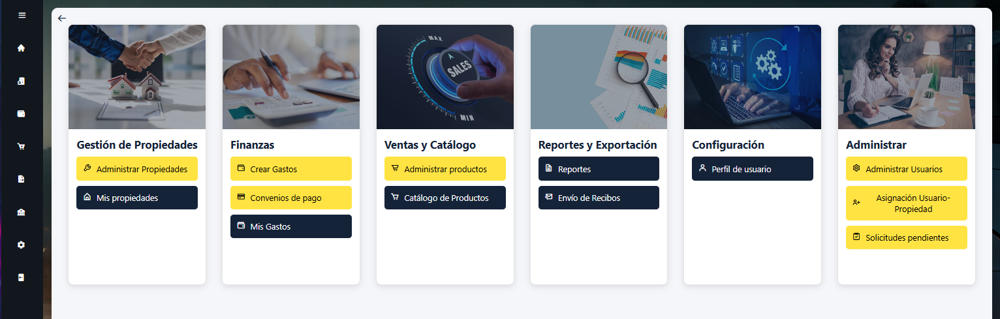 MAX
SALES
MIN
Gestión de Propiedades
Administrar Propiedades
Mis propiedades
Finanzas
Crear Gastos
Convenios de pago
Mis Gastos
Ventas y Catálogo
Administrar productos
Catálogo de Productos
Reportes y Exportación
Reportes
Envío de Recibos
Configuración
Perfil de usuario
Administrar
Administrar Usuarios
Asignación Usuario-
Propiedad
Solicitudes pendientes